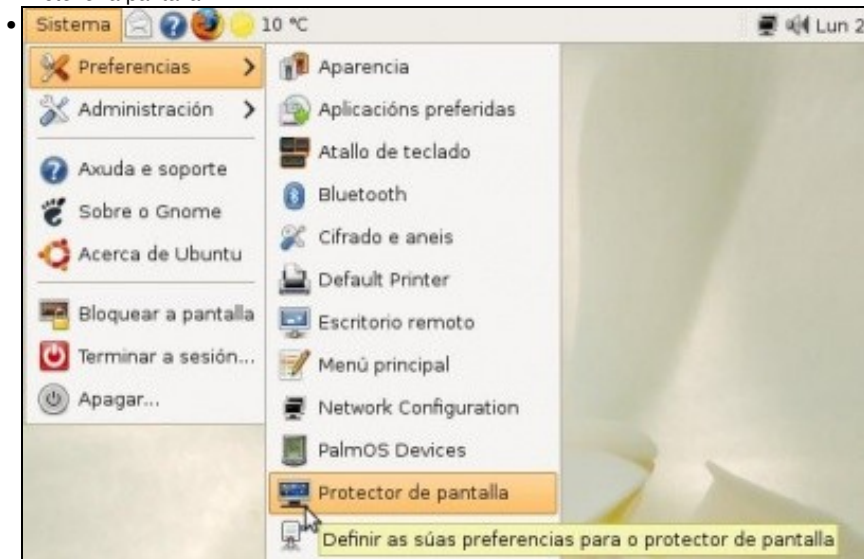 Sistema 10 ºC Lun 2
Preferencias
Administración
Axuda e soporte
Sobre o Gnome
Acerca de Ubuntu
Bloquear a pantalla
Terminar a sesión...
Apagar...
Aparencia
Aplicacións preferidas
Atallo de teclado
Bluetooth
Cifrado e aneis
Default Printer
Escritorio remoto
Menú principal
Network Configuration
PalmOS Devices
Protector de pantalla
Definir as súas preferencias para o protector de pantalla